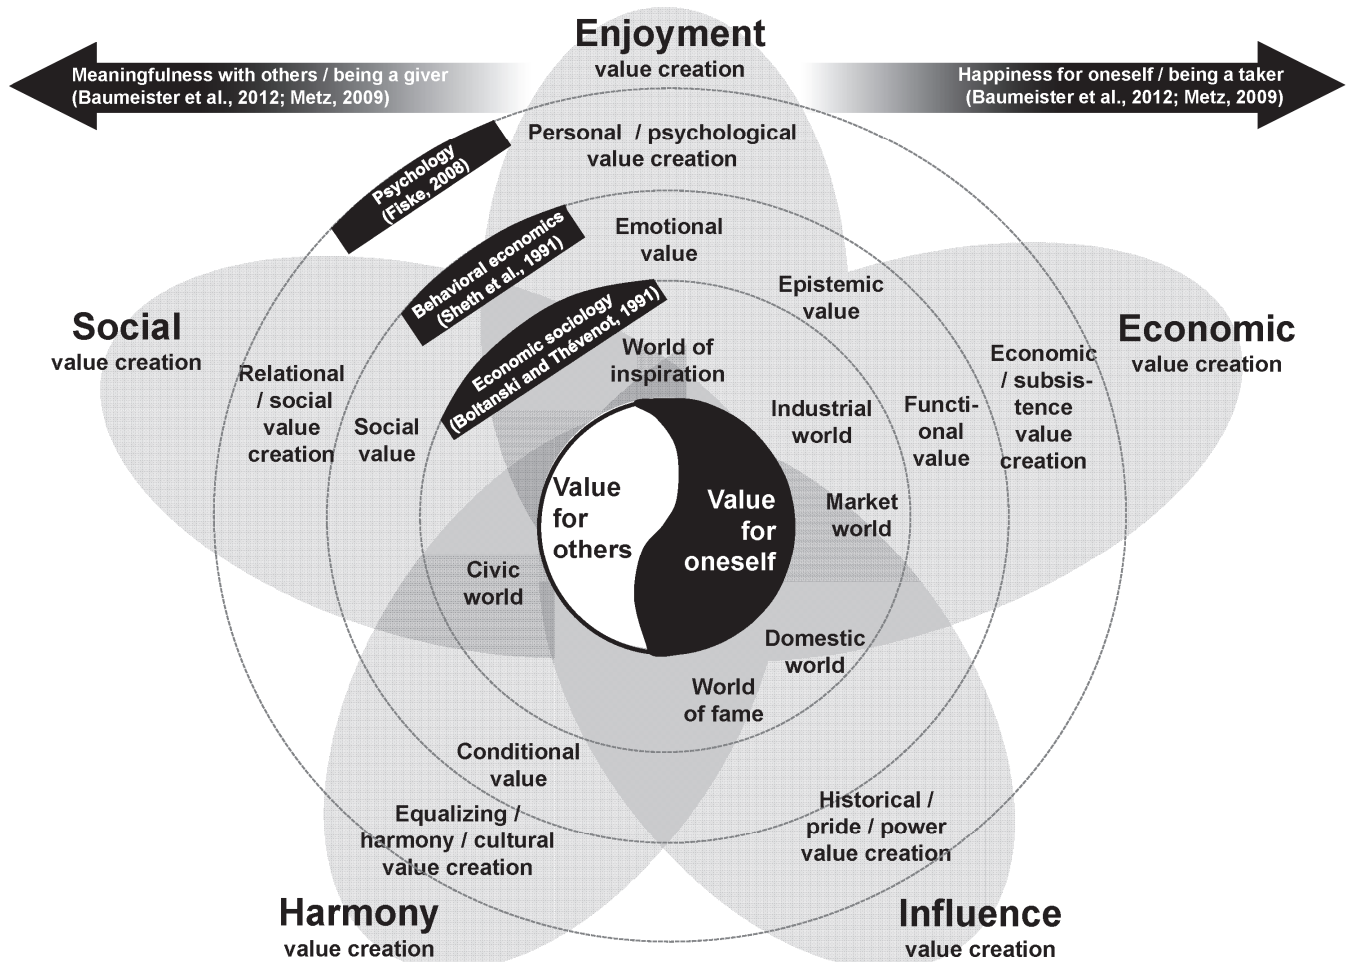 Enjoyment
value creation
Meaningfulness with others / being a giver
(Baumeister et al., 2012; Metz, 2009)
Happiness for oneself / being a taker
(Baumeister et al., 2012; Metz, 2009)
Personal / psychological
value creation
Psychology
(Fiske, 2008)
Behavioral economics
(Sheth et al., 1991)
Economic sociology
(Boltanski and Thévenot, 1991)
Emotional
value
Epistemic
value
Social
value creation
Economic
value creation
Relational
/ social
value
creation
Social
value
World of
inspiration
Industrial
world
Functi-
onal
value
Economic
/ subsis-
tence
value
creation
Value
for
others
Value
for
oneself
Market
world
Civic
world
Domestic
world
World
of fame
Conditional
value
Equalizing /
harmony / cultural
value creation
Historical /
pride / power
value creation
Harmony
value creation
Influence
value creation